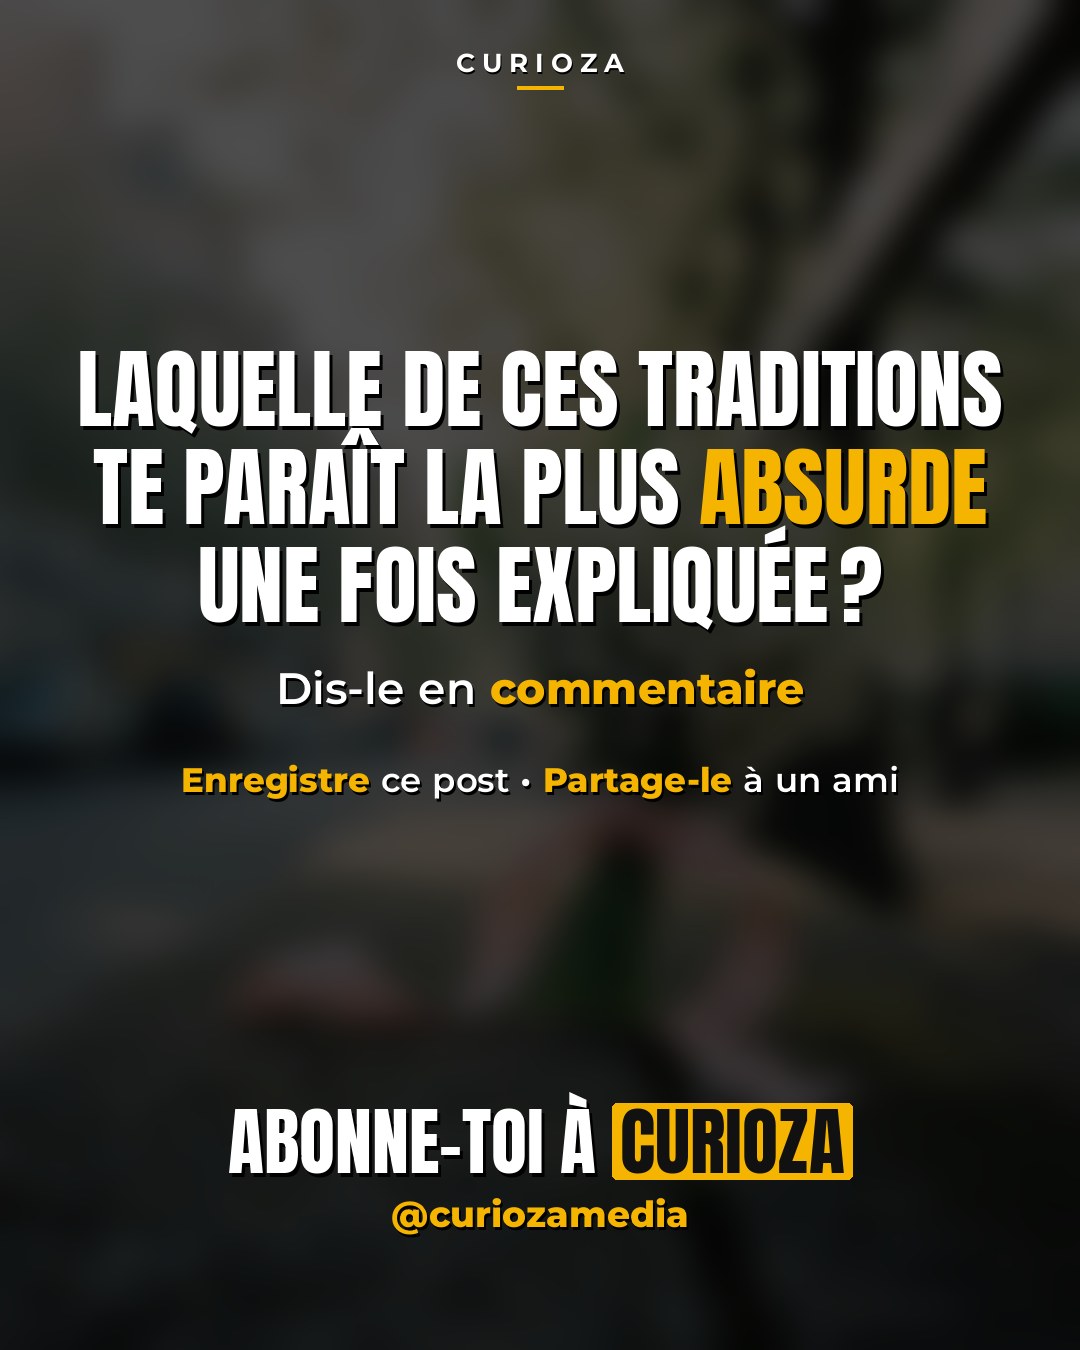 CURIOZA
LAQUELLE DE CES TRADITIONS
TE PARAÎT LA PLUS ABSURDE
UNE FOIS EXPLIQUÉE ?
Dis-le en commentaire
Enregistre ce post • Partage-le à un ami
ABONNE-TOI À CURIOZA
@curiozamedia